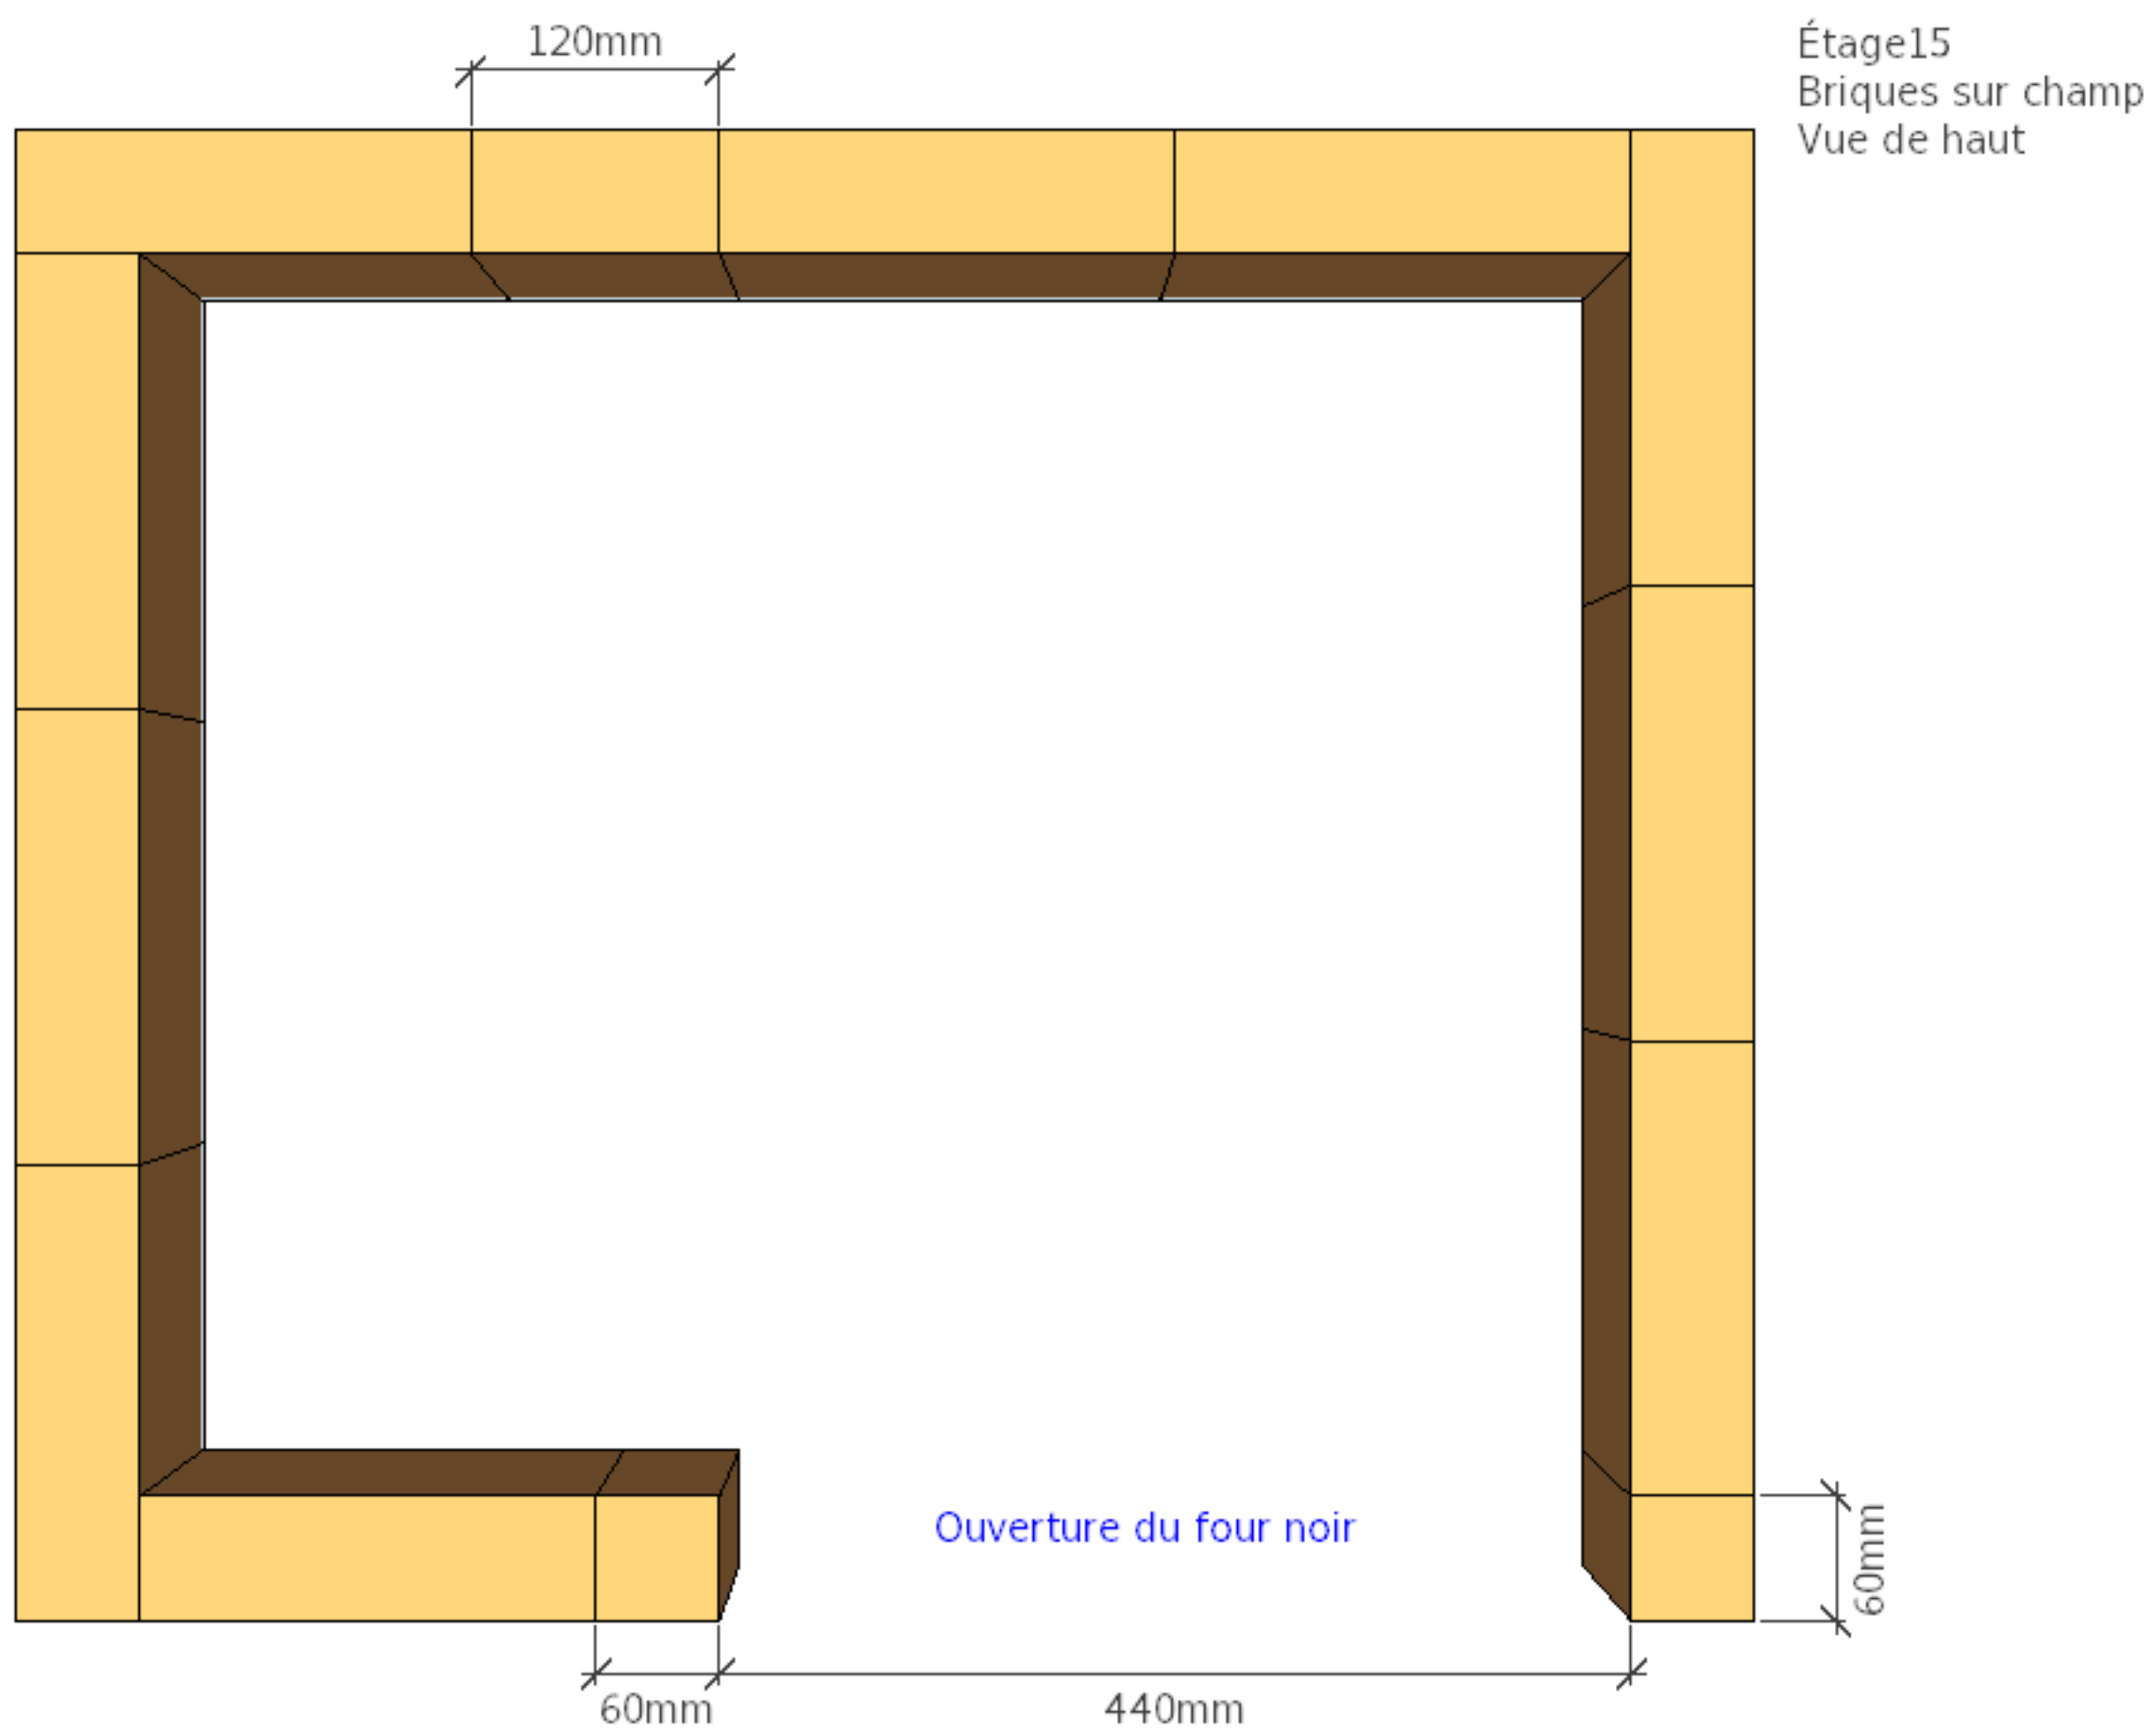 120mm
Étage15
Briques sur champ
Vue de haut
Ouverture du four noir
60mm
60mm
440mm